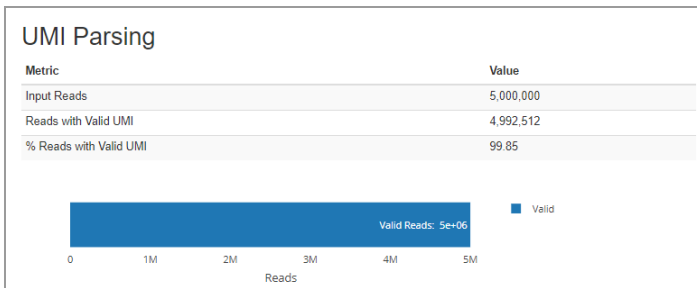 UMI Parsing
Metric Value
Input Reads 5,000,000
Reads with Valid UMI 4,992,512
% Reads with Valid UMI 99.85
Valid Reads: 5e+06
Valid
0 1M 2M 3M 4M 5M
Reads